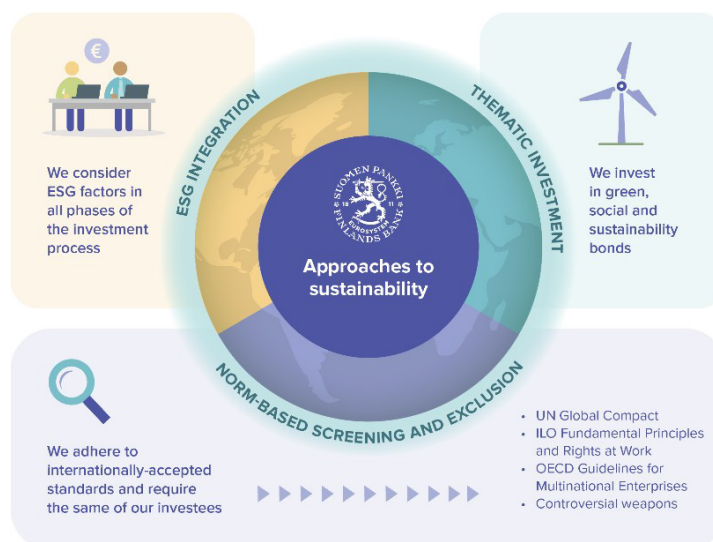 €
ESG INTEGRATION
We consider
ESG factors in
all phases of
the investment
process
THEMATIC INVESTMENT
We invest
in green,
social and
sustainability
bonds
SUOMEN PANKKI
18 11
EUROSYSTEM
FINLANDS BANK
Approaches to
sustainability
NORM-BASED SCREENING AND EXCLUSION
We adhere to
internationally-accepted
standards and require
the same of our investees
• UN Global Compact
• ILO Fundamental Principles
and Rights at Work
• OECD Guidelines for
Multinational Enterprises
• Controversial weapons